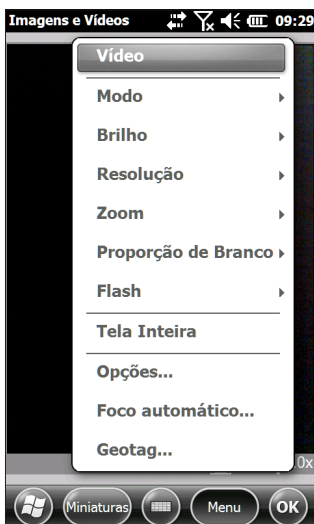 Imagens e Vídeos 09:29
Vídeo
Modo
Brilho
Resolução
Zoom
Proporção de Branco
Flash
Tela Inteira
Opções...
Foco automático...
Geotag...
.0x
Miniaturas Menu OK